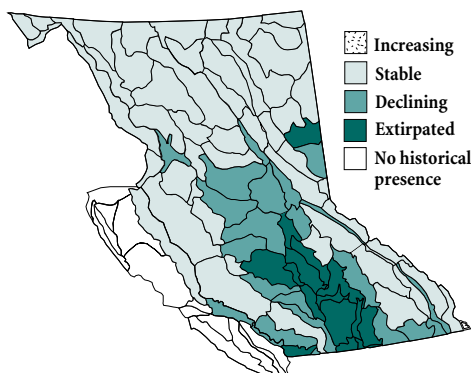 Increasing
Stable
Declining
Extirpated
No historical
presence